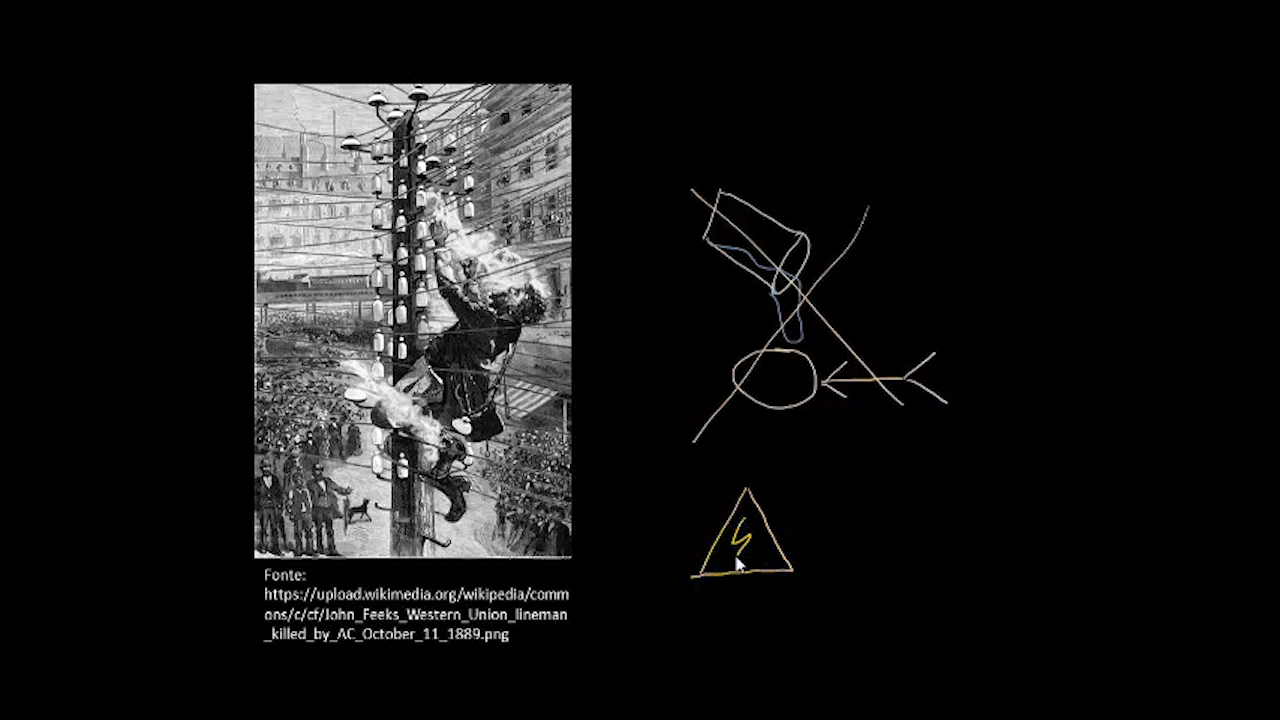 Fonte:
https://upload.wikimedia.org/wikipedia/comm
ons/c/cf/John_Feeks_Western_Union_lineman
_killed_by_AC_October_11_1889.png